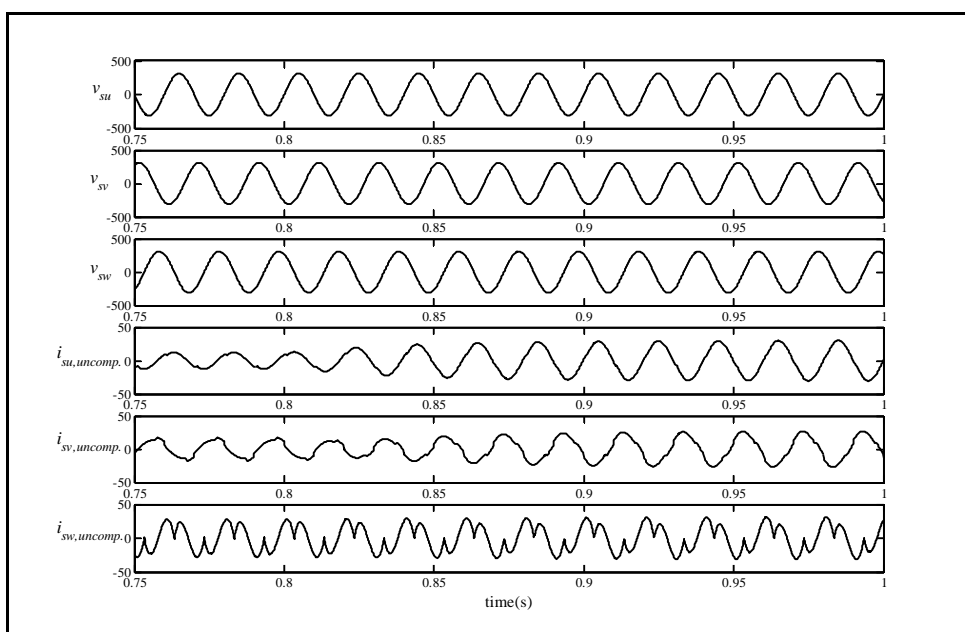 500
v_su 0
-500
0.75 0.8 0.85 0.9 0.95 1
500
v_sv 0
-500
0.75 0.8 0.85 0.9 0.95 1
500
v_sw 0
-500
0.75 0.8 0.85 0.9 0.95 1
50
i_su,uncomp. 0
-50
0.75 0.8 0.85 0.9 0.95 1
50
i_sv,uncomp. 0
-50
0.75 0.8 0.85 0.9 0.95 1
50
i_sw,uncomp. 0
-50
0.75 0.8 0.85 0.9 0.95 1
time(s)